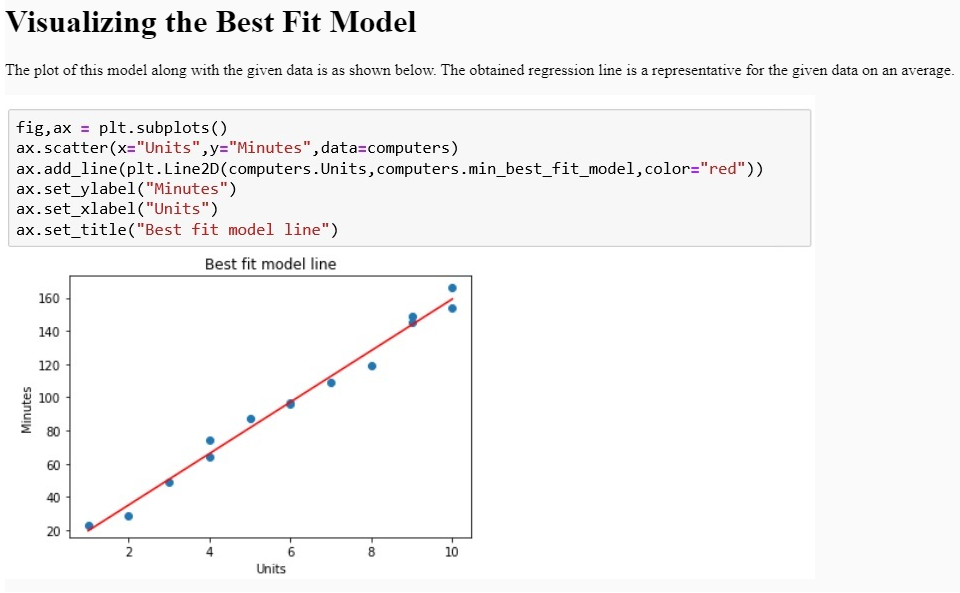 Visualizing the Best Fit Model
The plot of this model along with the given data is as shown below. The obtained regression line is a representative for the given data on an average.
fig,ax = plt.subplots()
ax.scatter(x="Units",y="Minutes",data=computers)
ax.add_line(plt.Line2D(computers.Units,computers.min_best_fit_model,color="red"))
ax.set_ylabel("Minutes")
ax.set_xlabel("Units")
ax.set_title("Best fit model line")
Best fit model line
160
140
120
100
80
60
40
20
Minutes
2 4 6 8 10
Units